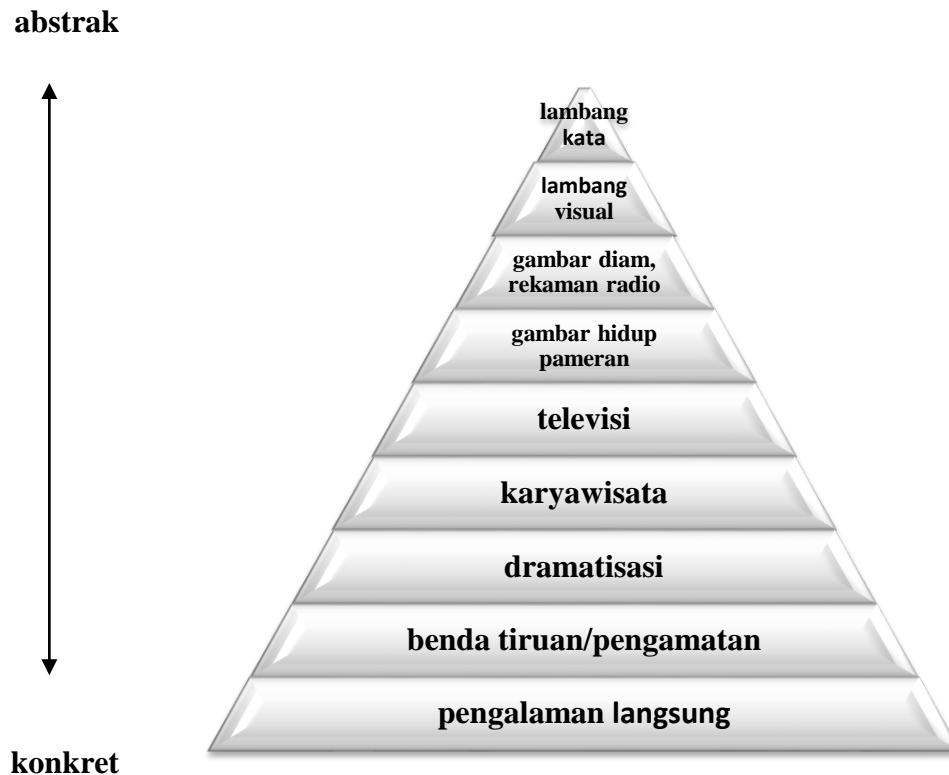 abstrak
lambang
kata
lambang
visual
gambar diam,
rekaman radio
gambar hidup
pameran
televisi
karyawisata
dramatisasi
benda tiruan/pengamatan
pengalaman langsung
konkret